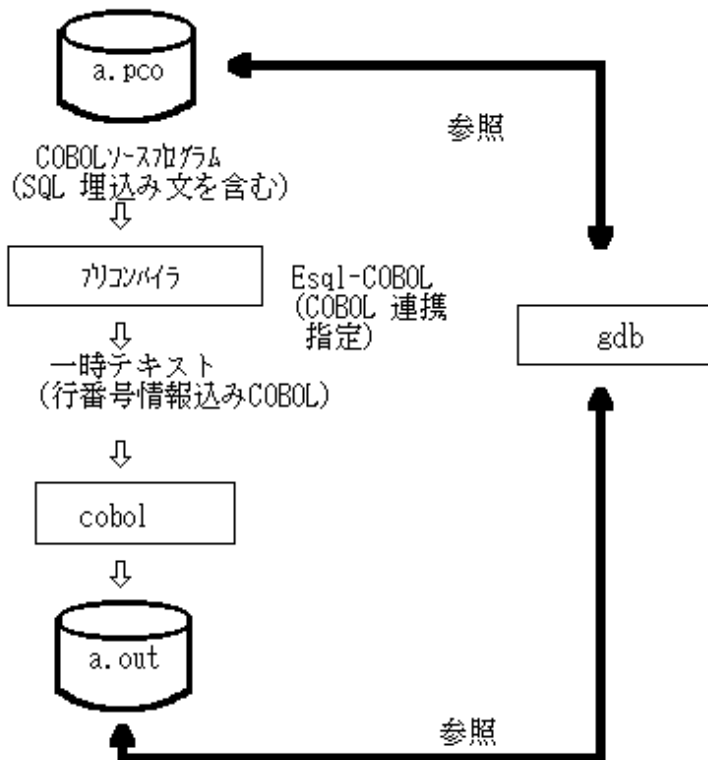 a.pco
参照
COBOLｿｰｽﾌﾟﾛｸﾞﾗﾑ
(SQL 埋込み文を含む)
ﾌﾟﾘｺﾝﾊﾟｲﾗ
Esql-COBOL
(COBOL 連携
指定)
gdb
一時テキスト
(行番号情報込みCOBOL)
cobol
a.out
参照